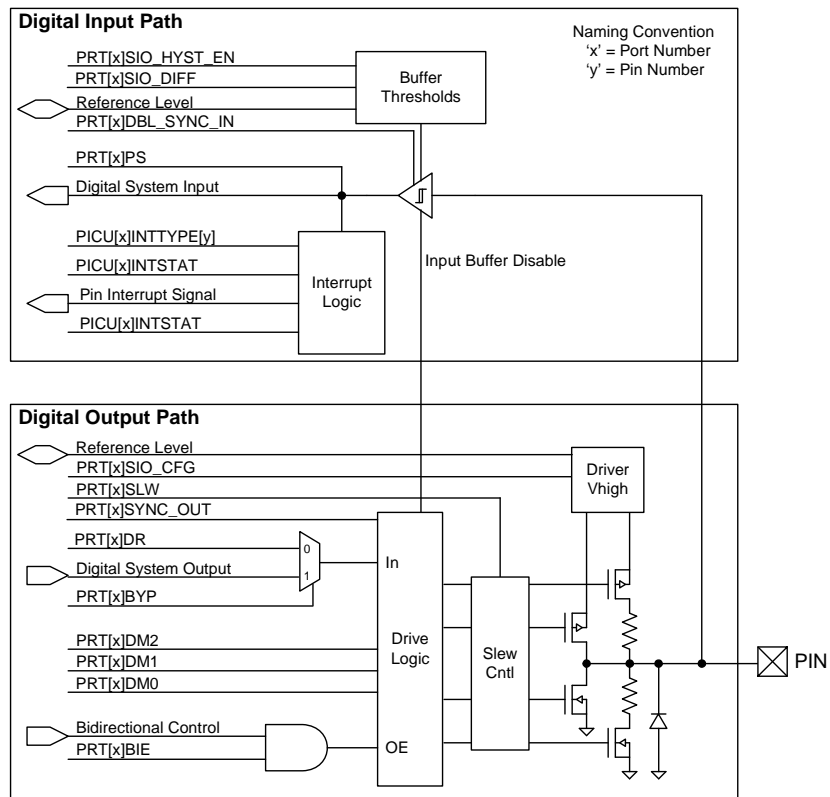 Digital Input Path
Naming Convention
'x' = Port Number
'y' = Pin Number
PRT[x]SIO_HYST_EN
PRT[x]SIO_DIFF
Reference Level
PRT[x]DBL_SYNC_IN
Buffer
Thresholds
PRT[x]PS
Digital System Input
PICU[x]INTTYPE[y]
PICU[x]INTSTAT
Pin Interrupt Signal
PICU[x]INTSTAT
Interrupt
Logic
Input Buffer Disable
Digital Output Path
Reference Level
PRT[x]SIO_CFG
PRT[x]SLW
PRT[x]SYNC_OUT
Driver
Vhigh
PRT[x]DR
Digital System Output
PRT[x]BYP
0
1
In
PRT[x]DM2
PRT[x]DM1
PRT[x]DM0
Drive
Logic
Slew
Cntl
PIN
Bidirectional Control
PRT[x]BIE
OE